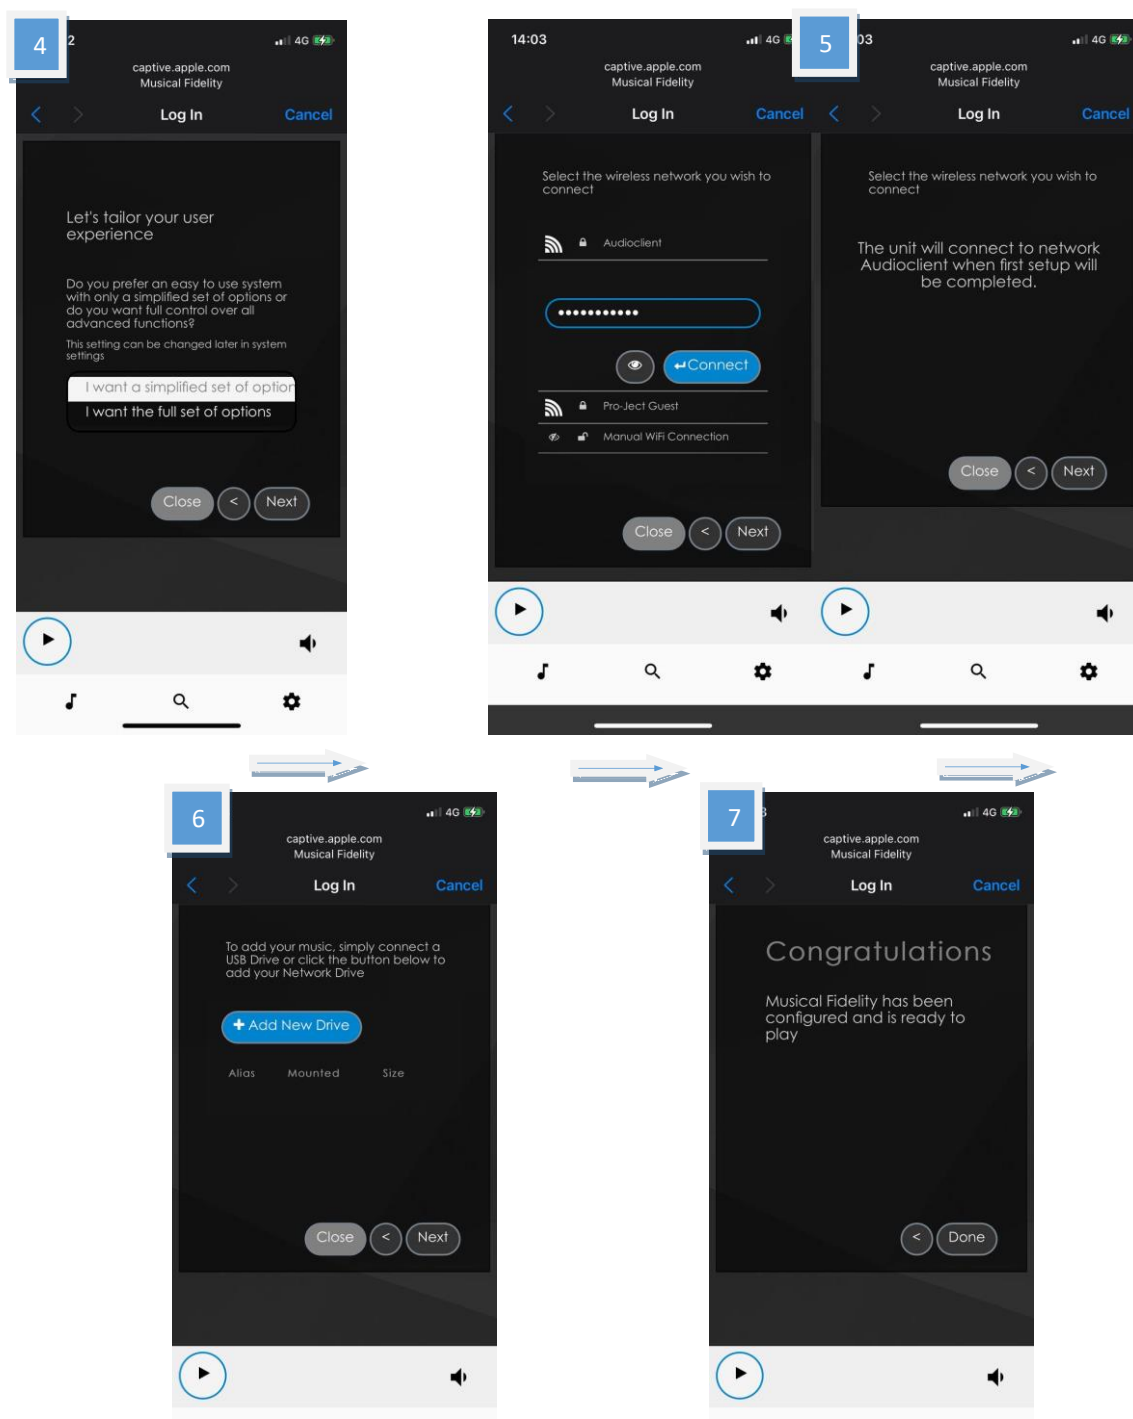 4
2
4G
captive.apple.com
Musical Fidelity
Log In
Cancel
Let's tailor your user
experience
Do you prefer an easy to use system
with only a simplified set of options or
do you want full control over all
advanced functions?
This setting can be changed later in system
settings
I want a simplified set of option
I want the full set of options
Close
<
Next
14:03
4G
captive.apple.com
Musical Fidelity
Log In
Cancel
Select the wireless network you wish to
connect
Audioclient
Connect
Pro-Ject Guest
Manual WiFi Connection
Close
<
Next
5
03
4G
captive.apple.com
Musical Fidelity
Log In
Cancel
Select the wireless network you wish to
connect
The unit will connect to network
Audioclient when first setup will
be completed.
Close
<
Next
6
4G
captive.apple.com
Musical Fidelity
Log In
Cancel
To add your music, simply connect a
USB Drive or click the button below to
add your Network Drive
+ Add New Drive
Alias Mounted Size
Close
<
Next
7
3
4G
captive.apple.com
Musical Fidelity
Log In
Cancel
Congratulations
Musical Fidelity has been
configured and is ready to
play
<
Done